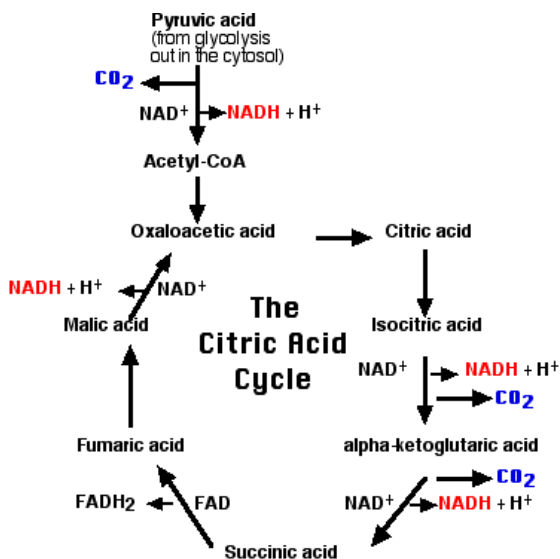 Pyruvic acid
(from glycolysis
out in the cytosol)
CO2
NAD+ NADH + H+
Acetyl-CoA
Oxaloacetic acid Citric acid
NADH + H+ NAD+
Malic acid
The
Citric Acid
Cycle
Isocitric acid
NAD+ NADH + H+
CO2
Fumaric acid alpha-ketoglutaric acid
CO2
FADH2 FAD NAD+ NADH + H+
Succinic acid